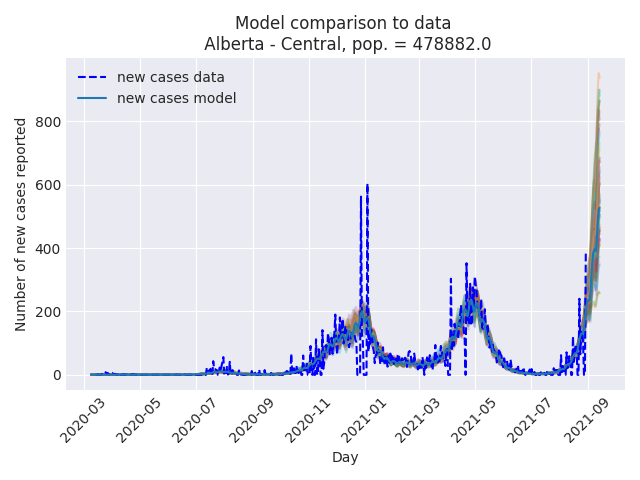 Model comparison to data
Alberta - Central, pop. = 478882.0
new cases data
new cases model
Number of new cases reported
800
600
400
200
0
2020-03
2020-05
2020-07
2020-09
2020-11
2021-01
2021-03
2021-05
2021-07
2021-09
Day